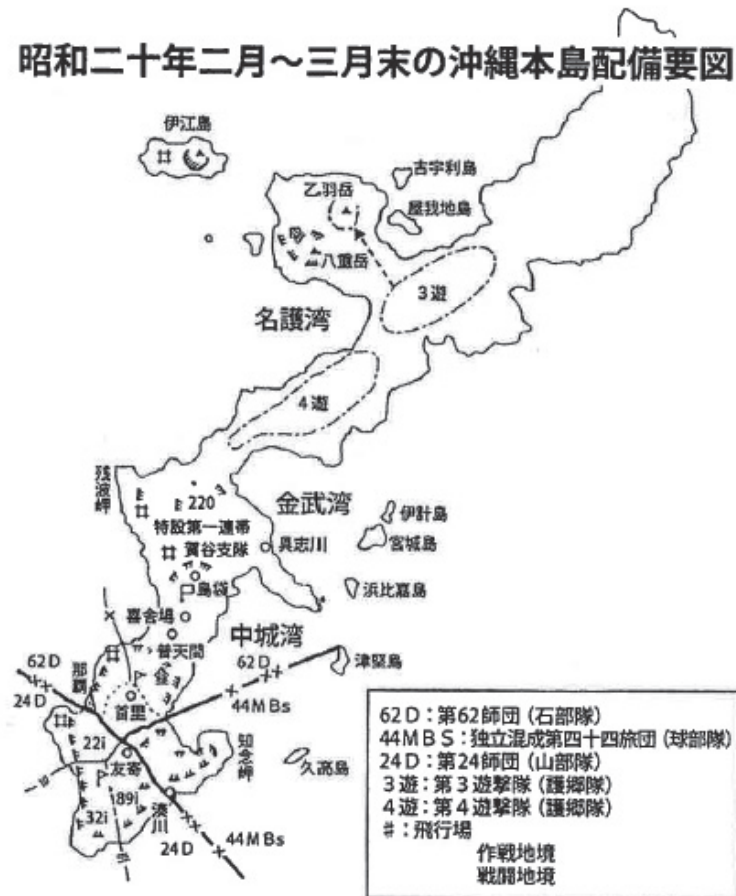 昭和二十年二月～三月末の沖縄本島配備要図
伊江島
古宇利島
乙羽岳
屋我地島
八重岳
3遊
名護湾
4遊
残波岬
220
金武湾
伊計島
特設第一連帯
宮城島
賀谷支隊
具志川
島袋
浜比嘉島
喜舎場
中城湾
普天間
津堅島
62D
那覇
62D
24D
首里
44MBs
22i
知念岬
友寄
久高島
89i
32i
湊川
24D
44MBs
62D：第62師団（石部隊）
44MBS：独立混成第四十四旅団（球部隊）
24D：第24師団（山部隊）
3遊：第3遊撃隊（護郷隊）
4遊：第4遊撃隊（護郷隊）
#：飛行場
作戦地境
戦闘地境